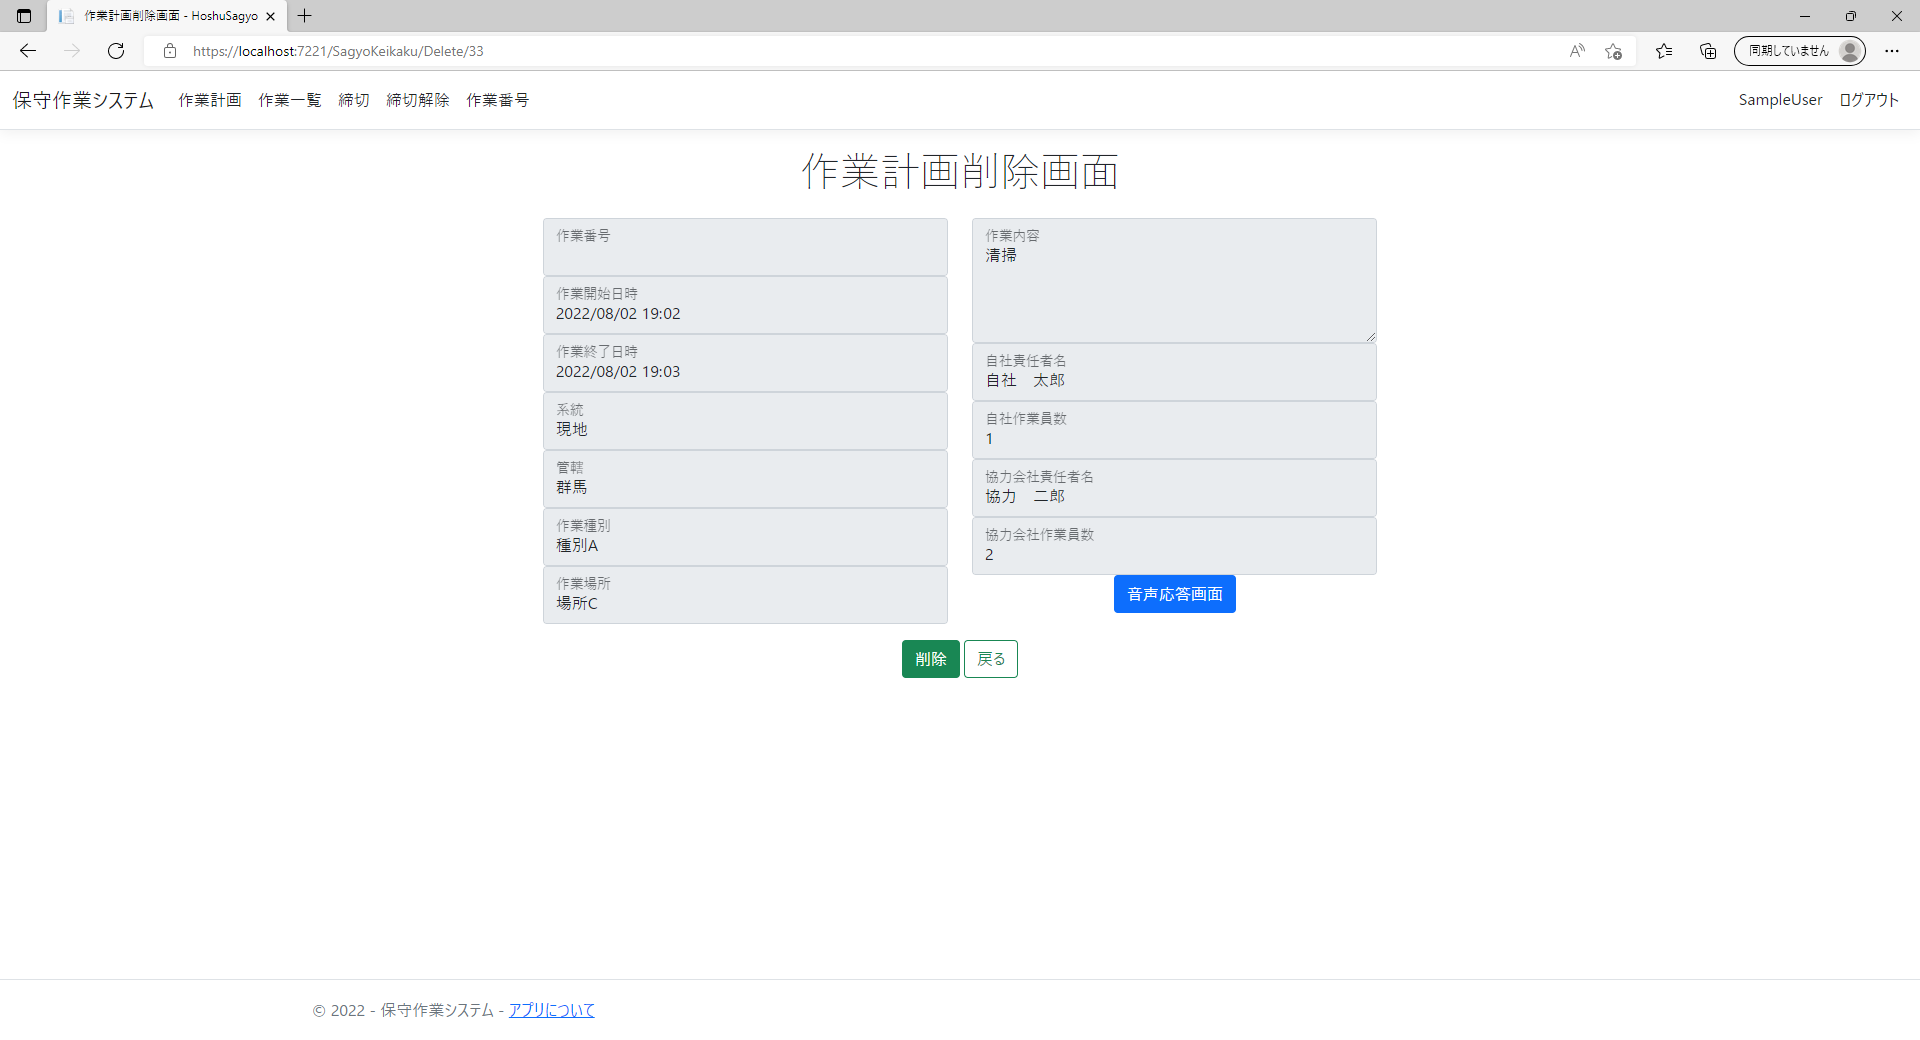 作業計画削除画面 - HoshuSagyo
https://localhost:7221/SagyoKeikaku/Delete/33
同期していません
保守作業システム 作業計画 作業一覧 締切 締切解除 作業番号 SampleUser ログアウト
作業計画削除画面
作業番号
作業開始日時
2022/08/02 19:02
作業終了日時
2022/08/02 19:03
系統
現地
管轄
群馬
作業種別
種別A
作業場所
場所C
作業内容
清掃
自社責任者名
自社　太郎
自社作業員数
1
協力会社責任者名
協力　二郎
協力会社作業員数
2
音声応答画面
削除 戻る
© 2022 - 保守作業システム - アプリについて